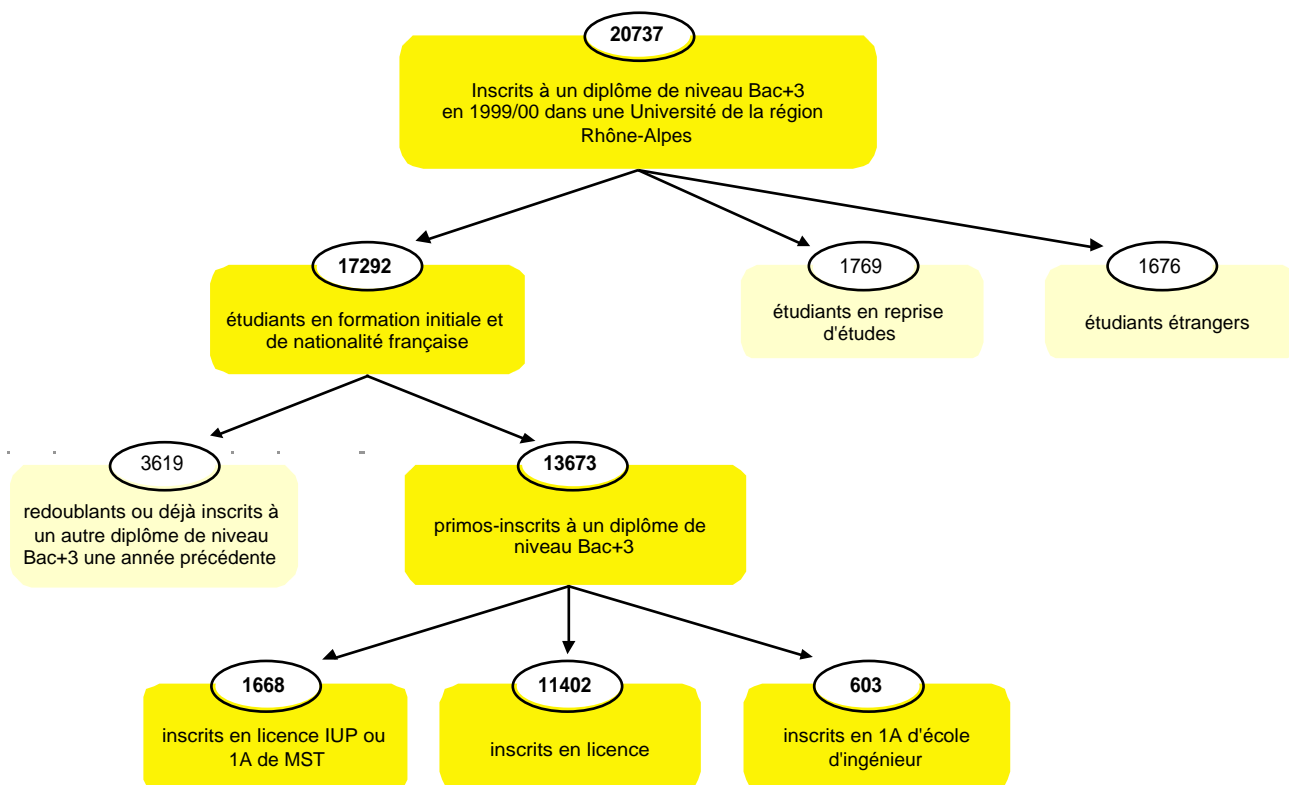 20737
Inscrits à un diplôme de niveau Bac+3
en 1999/00 dans une Université de la région
Rhône-Alpes
17292
étudiants en formation initiale et
de nationalité française
1769
étudiants en reprise
d'études
1676
étudiants étrangers
3619
redoublants ou déjà inscrits à
un autre diplôme de niveau
Bac+3 une année précédente
13673
primos-inscrits à un diplôme de
niveau Bac+3
1668
inscrits en licence IUP ou
1A de MST
11402
inscrits en licence
603
inscrits en 1A d'école
d'ingénieur